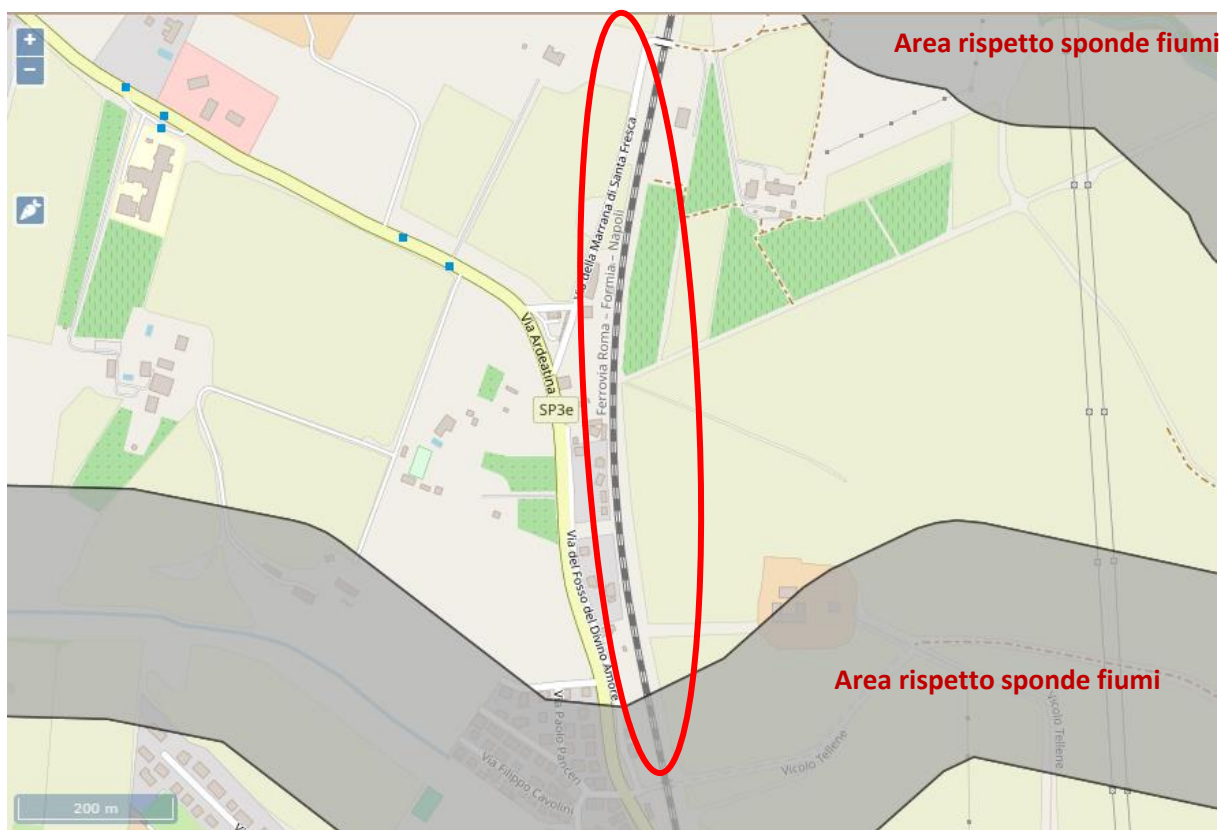 +
−
Area rispetto sponde fiumi
Via della Marrana di Santa Fresca
Ferrovia Roma – Formia – Napoli
Via Ardeatina
SP3e
Via del Fosso del Divino Amore
Area rispetto sponde fiumi
Via Paolo Panceri
Via Filippo Cavolini
Vicolo Tellene
Vicolo Tellene
200 m